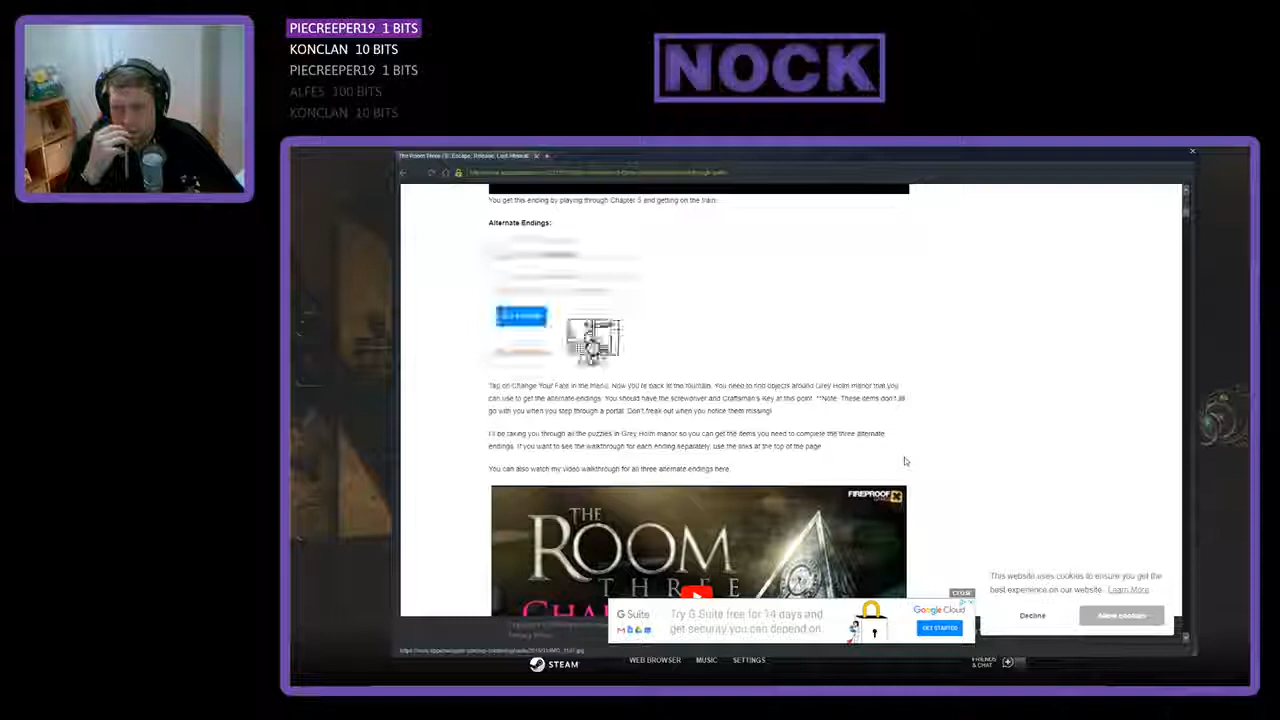 PIECREEPER19 1 BITS
KONCLAN 10 BITS
PIECREEPER19 1 BITS
ALFES 100 BITS
KONCLAN 10 BITS
NOCK
The Room Three
You get this ending by playing through Chapter 5 and getting on the train.
Alternate Endings:
Tap on Change Your Fate in the menu. Now you're back at the fountain. You need to find objects around Grey Holm manor that you
can use to get the alternate endings. You should have the screwdriver and Craftsman's Key at this point. **Note: These items don't
go with you when you step through a portal. Don't freak out when you notice them missing!
I'll be taking you through all the puzzles in Grey Holm manor so you can get the items you need to complete the three alternate
endings. If you want to see the walkthrough for each ending separately, use the links at the top of the page.
You can also watch my video walkthrough for all three alternate endings here.
FIREPROOF
THE
ROOM
THREE
This website uses cookies to ensure you get the
best experience on our website. Learn More
Decline
Allow cookies
CLOSE
G Suite
Try G Suite free for 14 days and
get security you can depend on.
Google Cloud
GET STARTED
STEAM
WEB BROWSER MUSIC SETTINGS
FRIENDS
& CHAT